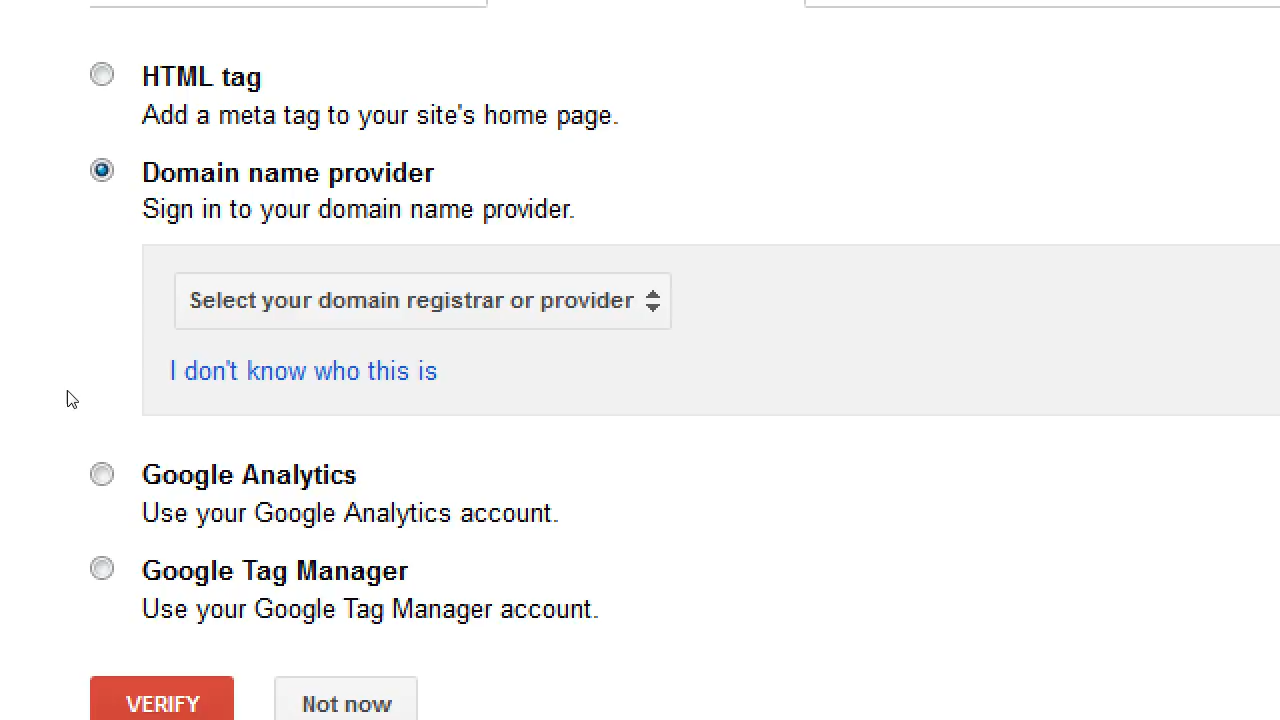 HTML tag
Add a meta tag to your site's home page.
Domain name provider
Sign in to your domain name provider.
Select your domain registrar or provider
I don't know who this is
Google Analytics
Use your Google Analytics account.
Google Tag Manager
Use your Google Tag Manager account.
VERIFY
Not now